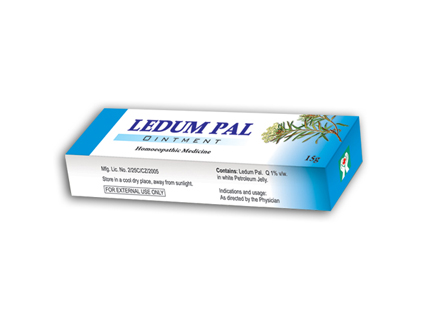 LEDUM PAL
OINTMENT
Homoeopathic Medicine
15g
Mfg. Lic. No. 2/25C/CZ/2005
Store in a cool dry place, away from sunlight.
FOR EXTERNAL USE ONLY
Contains: Ledum Pal. Q 1% v/w
in white Petroleum Jelly.
Indications and usage:
As directed by the Physician